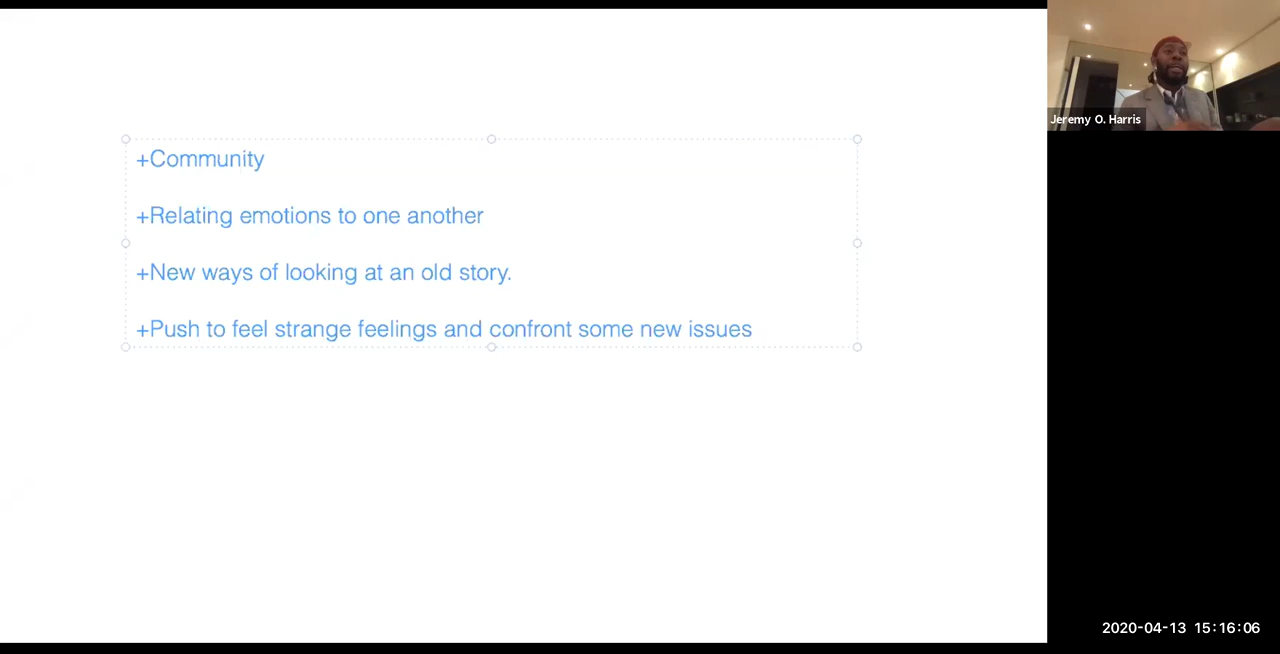 +Community
+Relating emotions to one another
+New ways of looking at an old story.
+Push to feel strange feelings and confront some new issues
Jeremy O. Harris
2020-04-13 15:16:06